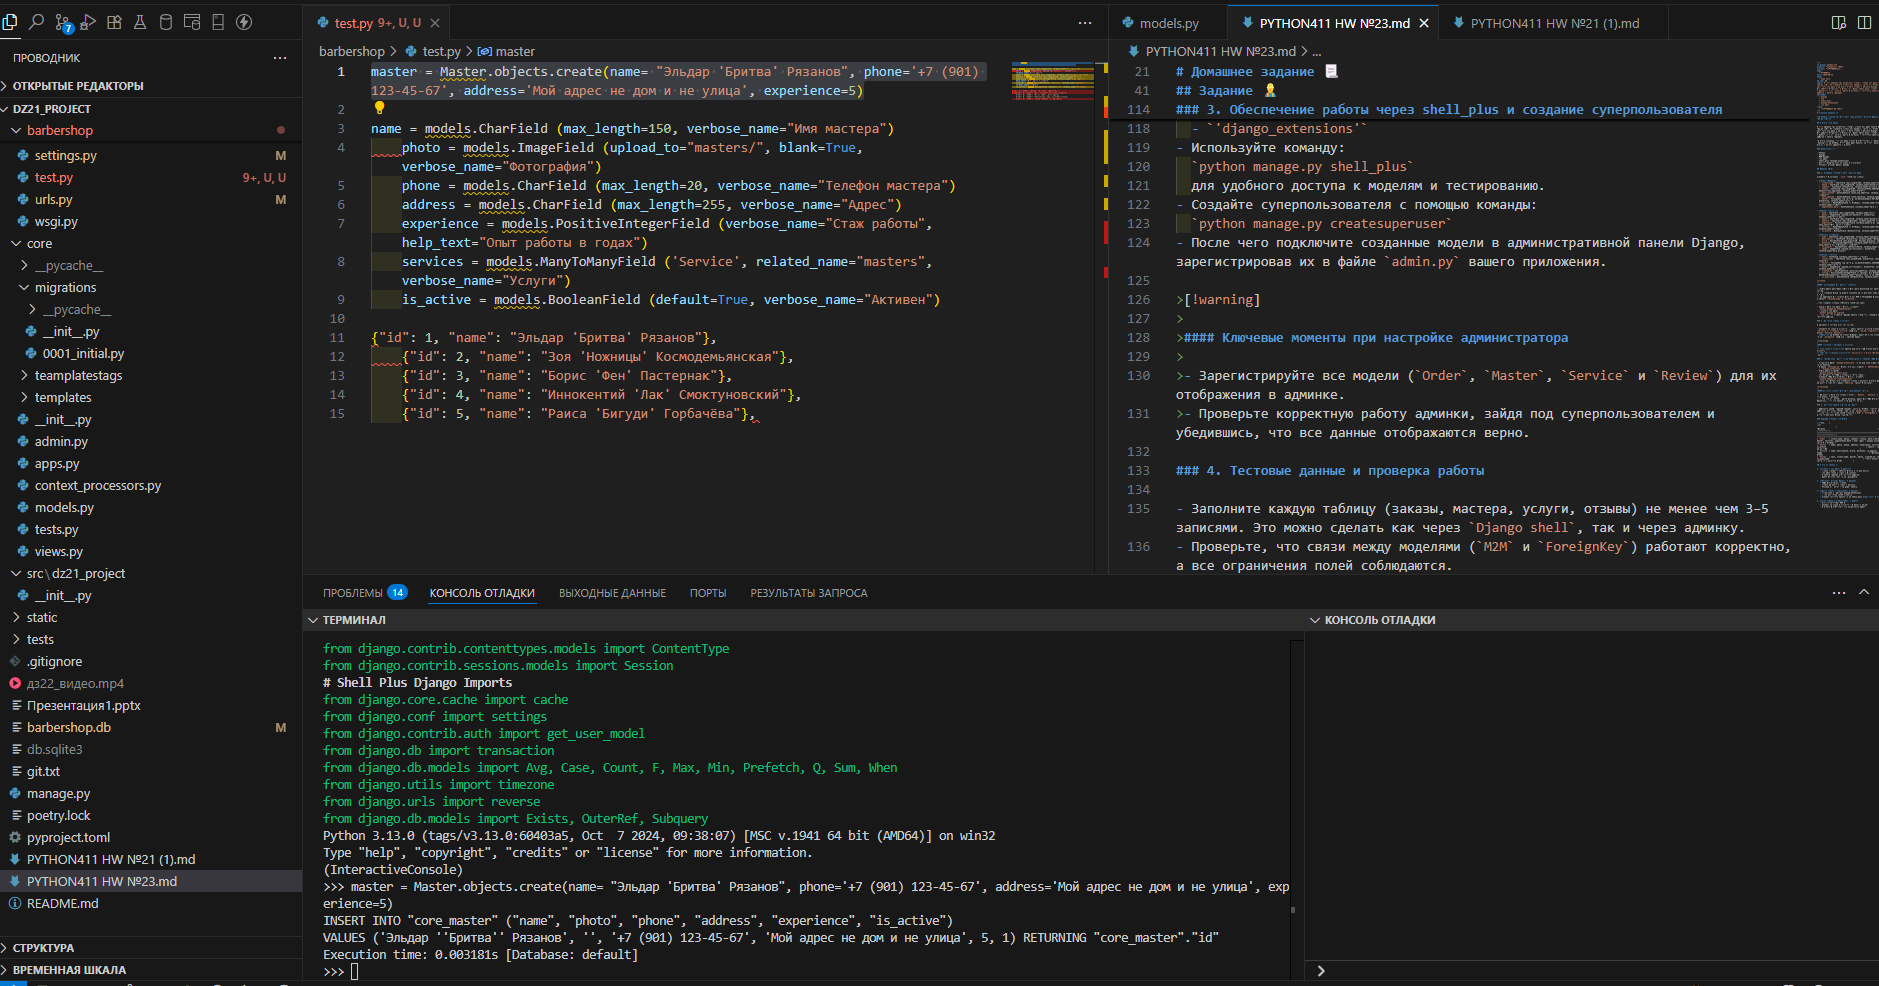 ПРОВОДНИК
ОТКРЫТЫЕ РЕДАКТОРЫ
DZ21_PROJECT
barbershop
settings.py M
test.py 9+, U, U
urls.py M
wsgi.py
core
__pycache__
migrations
__pycache__
__init__.py
0001_initial.py
teamplatestags
templates
__init__.py
admin.py
apps.py
context_processors.py
models.py
tests.py
views.py
src\dz21_project
__init__.py
static
tests
.gitignore
дз22_видео.mp4
Презентация1.pptx
barbershop.db M
db.sqlite3
git.txt
manage.py
poetry.lock
pyproject.toml
PYTHON411 HW №21 (1).md
PYTHON411 HW №23.md
README.md
СТРУКТУРА
ВРЕМЕННАЯ ШКАЛА
7
test.py 9+, U, U
barbershop > test.py > master
1 master = Master.objects.create(name= "Эльдар 'Бритва' Рязанов", phone='+7 (901)
123-45-67', address='Мой адрес не дом и не улица', experience=5)
2
3 name = models.CharField (max_length=150, verbose_name="Имя мастера")
4 photo = models.ImageField (upload_to="masters/", blank=True,
verbose_name="Фотография")
5 phone = models.CharField (max_length=20, verbose_name="Телефон мастера")
6 address = models.CharField (max_length=255, verbose_name="Адрес")
7 experience = models.PositiveIntegerField (verbose_name="Стаж работы",
help_text="Опыт работы в годах")
8 services = models.ManyToManyField ('Service', related_name="masters",
verbose_name="Услуги")
9 is_active = models.BooleanField (default=True, verbose_name="Активен")
10
11 {"id": 1, "name": "Эльдар 'Бритва' Рязанов"},
12 {"id": 2, "name": "Зоя 'Ножницы' Космодемьянская"},
13 {"id": 3, "name": "Борис 'Фен' Пастернак"},
14 {"id": 4, "name": "Иннокентий 'Лак' Смоктуновский"},
15 {"id": 5, "name": "Раиса 'Бигуди' Горбачёва"},
models.py PYTHON411 HW №23.md PYTHON411 HW №21 (1).md
PYTHON411 HW №23.md > ...
21 # Домашнее задание 📃
41 ## Задание 👷
114 ### 3. Обеспечение работы через shell_plus и создание суперпользователя
118 - `'django_extensions'`
119 - Используйте команду:
120 `python manage.py shell_plus`
121 для удобного доступа к моделям и тестированию.
122 - Создайте суперпользователя с помощью команды:
123 `python manage.py createsuperuser`
124 - После чего подключите созданные модели в административной панели Django,
зарегистрировав их в файле `admin.py` вашего приложения.
125
126 >[!warning]
127 >
128 >#### Ключевые моменты при настройке администратора
129 >
130 >- Зарегистрируйте все модели (`Order`, `Master`, `Service` и `Review`) для их
отображения в админке.
131 >- Проверьте корректную работу админки, зайдя под суперпользователем и
убедившись, что все данные отображаются верно.
132
133 ### 4. Тестовые данные и проверка работы
134
135 - Заполните каждую таблицу (заказы, мастера, услуги, отзывы) не менее чем 3–5
записями. Это можно сделать как через `Django shell`, так и через админку.
136 - Проверьте, что связи между моделями (`M2M` и `ForeignKey`) работают корректно,
а все ограничения полей соблюдаются.
ПРОБЛЕМЫ 14 КОНСОЛЬ ОТЛАДКИ ВЫХОДНЫЕ ДАННЫЕ ПОРТЫ РЕЗУЛЬТАТЫ ЗАПРОСА
ТЕРМИНАЛ
from django.contrib.contenttypes.models import ContentType
from django.contrib.sessions.models import Session
# Shell Plus Django Imports
from django.core.cache import cache
from django.conf import settings
from django.contrib.auth import get_user_model
from django.db import transaction
from django.db.models import Avg, Case, Count, F, Max, Min, Prefetch, Q, Sum, When
from django.utils import timezone
from django.urls import reverse
from django.db.models import Exists, OuterRef, Subquery
Python 3.13.0 (tags/v3.13.0:60403a5, Oct  7 2024, 09:38:07) [MSC v.1941 64 bit (AMD64)] on win32
Type "help", "copyright", "credits" or "license" for more information.
(InteractiveConsole)
>>> master = Master.objects.create(name= "Эльдар 'Бритва' Рязанов", phone='+7 (901) 123-45-67', address='Мой адрес не дом и не улица', exp
erience=5)
INSERT INTO "core_master" ("name", "photo", "phone", "address", "experience", "is_active")
VALUES ('Эльдар ''Бритва'' Рязанов', '', '+7 (901) 123-45-67', 'Мой адрес не дом и не улица', 5, 1) RETURNING "core_master"."id"
Execution time: 0.003181s [Database: default]
>>>
КОНСОЛЬ ОТЛАДКИ